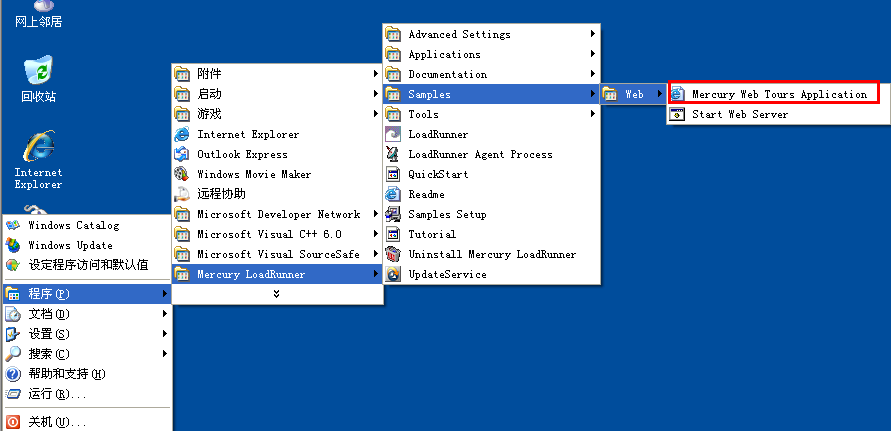 网上邻居
回收站
Internet
Explorer
Windows Catalog
Windows Update
设定程序访问和默认值
程序(P)
文档(D)
设置(S)
搜索(C)
帮助和支持(H)
运行(R)...
关机(U)...
附件
启动
游戏
Internet Explorer
Outlook Express
Windows Movie Maker
远程协助
Microsoft Developer Network
Microsoft Visual C++ 6.0
Microsoft Visual SourceSafe
Mercury LoadRunner
Advanced Settings
Applications
Documentation
Samples
Tools
LoadRunner
LoadRunner Agent Process
QuickStart
Readme
Samples Setup
Tutorial
Uninstall Mercury LoadRunner
UpdateService
Web
Mercury Web Tours Application
Start Web Server